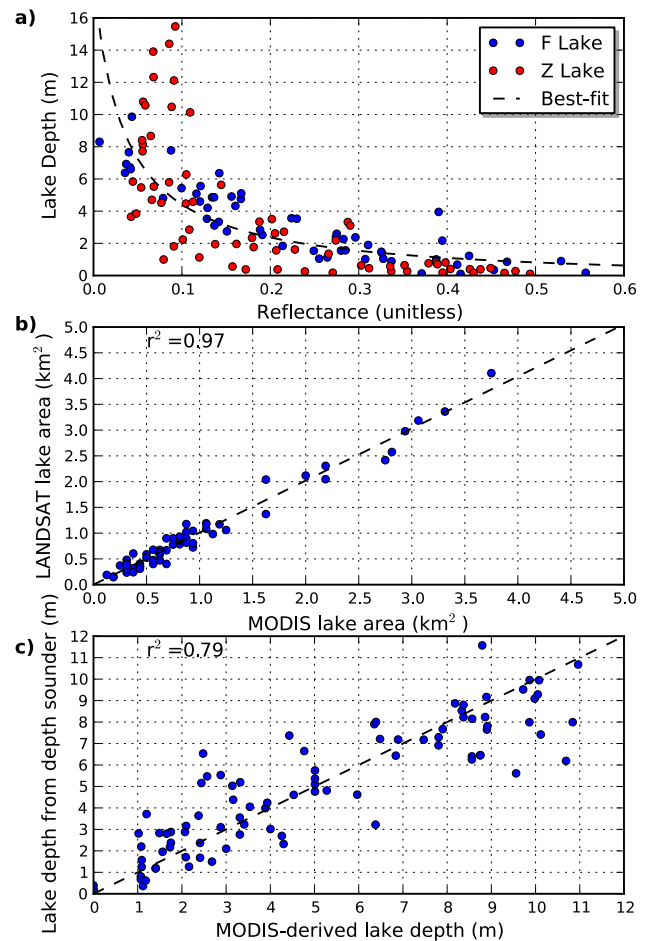 a)
Lake Depth (m)
16
14
12
10
8
6
4
2
0
F Lake
Z Lake
Best-fit
0.0 0.1 0.2 0.3 0.4 0.5 0.6
Reflectance (unitless)
b)
LANDSAT lake area (km²)
5.0
4.5
4.0
3.5
3.0
2.5
2.0
1.5
1.0
0.5
0.0
r² =0.97
0.0 0.5 1.0 1.5 2.0 2.5 3.0 3.5 4.0 4.5 5.0
MODIS lake area (km² )
c)
Lake depth from depth sounder (m)
12
11
10
9
8
7
6
5
4
3
2
1
0
r² =0.79
0 1 2 3 4 5 6 7 8 9 10 11 12
MODIS-derived lake depth (m)